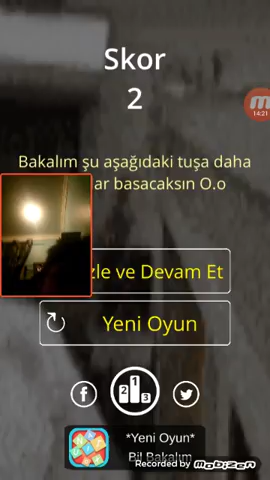 Skor
2
14:21
Bakalım şu aşağıdaki tuşa daha
ar basacaksın O.o
zle ve Devam Et
Yeni Oyun
1
2
3
*Yeni Oyun*
Bil Bakalım
Recorded by Mobizen